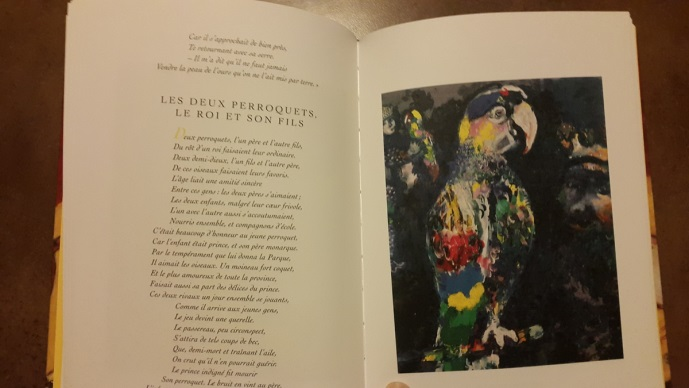 Car il s'approchait de bien près,
Te retournant avec sa serre.
– Il m'a dit qu'il ne faut jamais
Vendre la peau de l'ours qu'on ne l'ait mis par terre. »
LES DEUX PERROQUETS,
LE ROI ET SON FILS
Deux perroquets, l'un père et l'autre fils,
Du rôt d'un roi faisaient leur ordinaire.
Deux demi-dieux, l'un fils et l'autre père,
De ces oiseaux faisaient leurs favoris.
L'âge liait une amitié sincère
Entre ces gens : les deux pères s'aimaient ;
Les deux enfants, malgré leur cœur frivole,
L'un avec l'autre aussi s'accoutumaient,
Nourris ensemble, et compagnons d'école.
C'était beaucoup d'honneur au jeune perroquet,
Car l'enfant était prince, et son père monarque.
Par le tempérament que lui donna la Parque,
Il aimait les oiseaux. Un moineau fort coquet,
Et le plus amoureux de toute la province,
Faisait aussi sa part des délices du prince.
Ces deux rivaux un jour ensemble se jouants,
Comme il arrive aux jeunes gens,
Le jeu devint une querelle.
Le passereau, peu circonspect,
S'attira de tels coups de bec,
Que, demi-mort et traînant l'aile,
On crut qu'il n'en pourrait guérir.
Le prince indigné fit mourir
Son perroquet. Le bruit en vint au père.